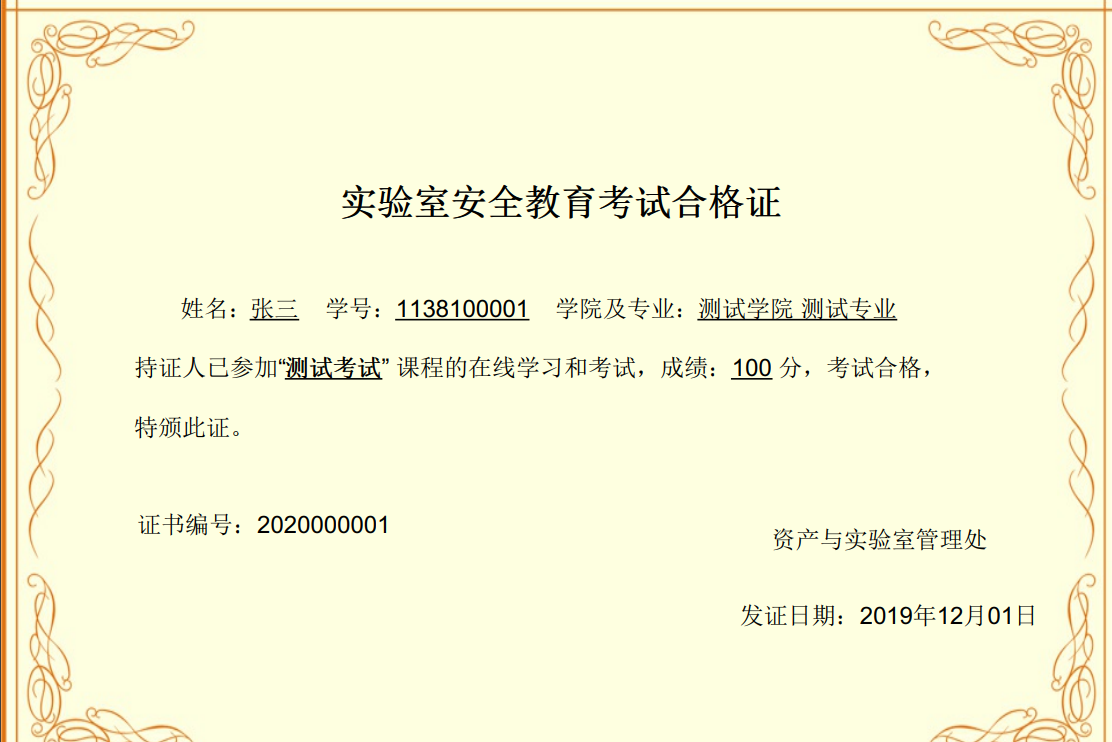 实验室安全教育考试合格证
姓名：张三 学号：1138100001 学院及专业：测试学院 测试专业
持证人已参加“测试考试” 课程的在线学习和考试，成绩：100 分，考试合格，
特颁此证。
证书编号：2020000001
资产与实验室管理处
发证日期：2019年12月01日